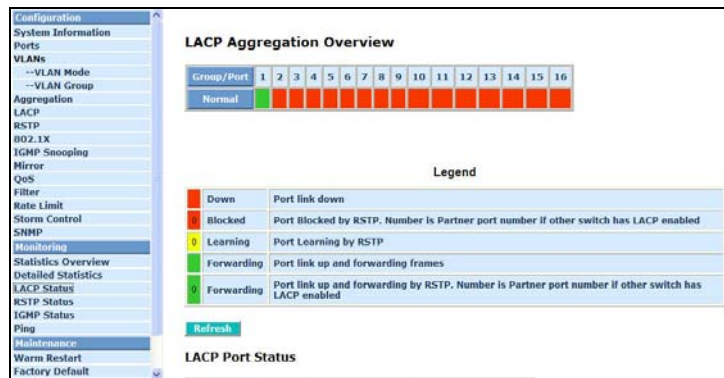 Configuration
System Information
Ports
VLANs
--VLAN Mode
--VLAN Group
Aggregation
LACP
RSTP
802.1X
IGMP Snooping
Mirror
QoS
Filter
Rate Limit
Storm Control
SNMP
Monitoring
Statistics Overview
Detailed Statistics
LACP Status
RSTP Status
IGMP Status
Ping
Maintenance
Warm Restart
Factory Default
LACP Aggregation Overview
Group/Port 1 2 3 4 5 6 7 8 9 10 11 12 13 14 15 16
Normal
Legend
Down Port link down
0 Blocked Port Blocked by RSTP. Number is Partner port number if other switch has LACP enabled
0 Learning Port Learning by RSTP
Forwarding Port link up and forwarding frames
0 Forwarding Port link up and forwarding by RSTP. Number is Partner port number if other switch has
LACP enabled
Refresh
LACP Port Status